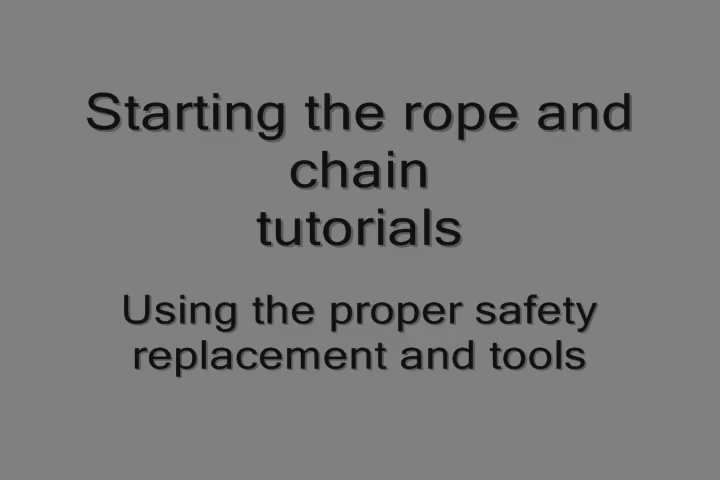 Starting the rope and
chain
tutorials
Using the proper safety
replacement and tools